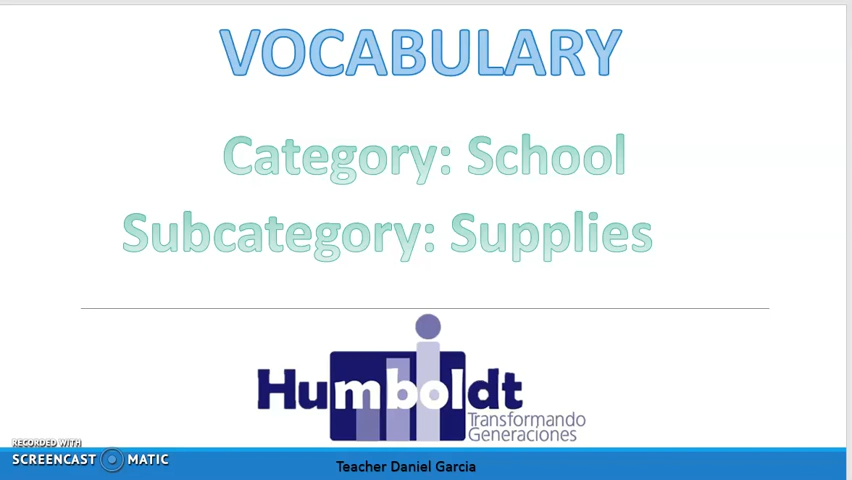 VOCABULARY
Category: School
Subcategory: Supplies
Humboldt
Transformando
Generaciones
RECORDED WITH
SCREENCAST MATIC
Teacher Daniel Garcia